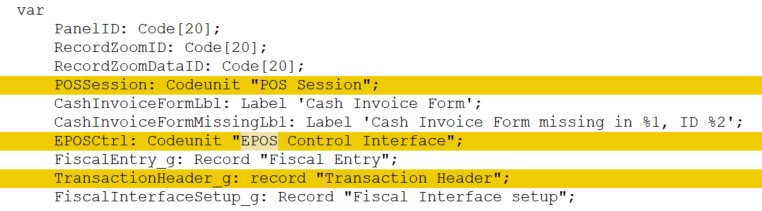 var
PanelID: Code[20];
RecordZoomID: Code[20];
RecordZoomDataID: Code[20];
POSSession: Codeunit "POS Session";
CashInvoiceFormLbl: Label 'Cash Invoice Form';
CashInvoiceFormMissingLbl: Label 'Cash Invoice Form missing in %1, ID %2';
EPOSCtrl: Codeunit "EPOS Control Interface";
FiscalEntry_g: Record "Fiscal Entry";
TransactionHeader_g: record "Transaction Header";
FiscalInterfaceSetup_g: Record "Fiscal Interface setup";